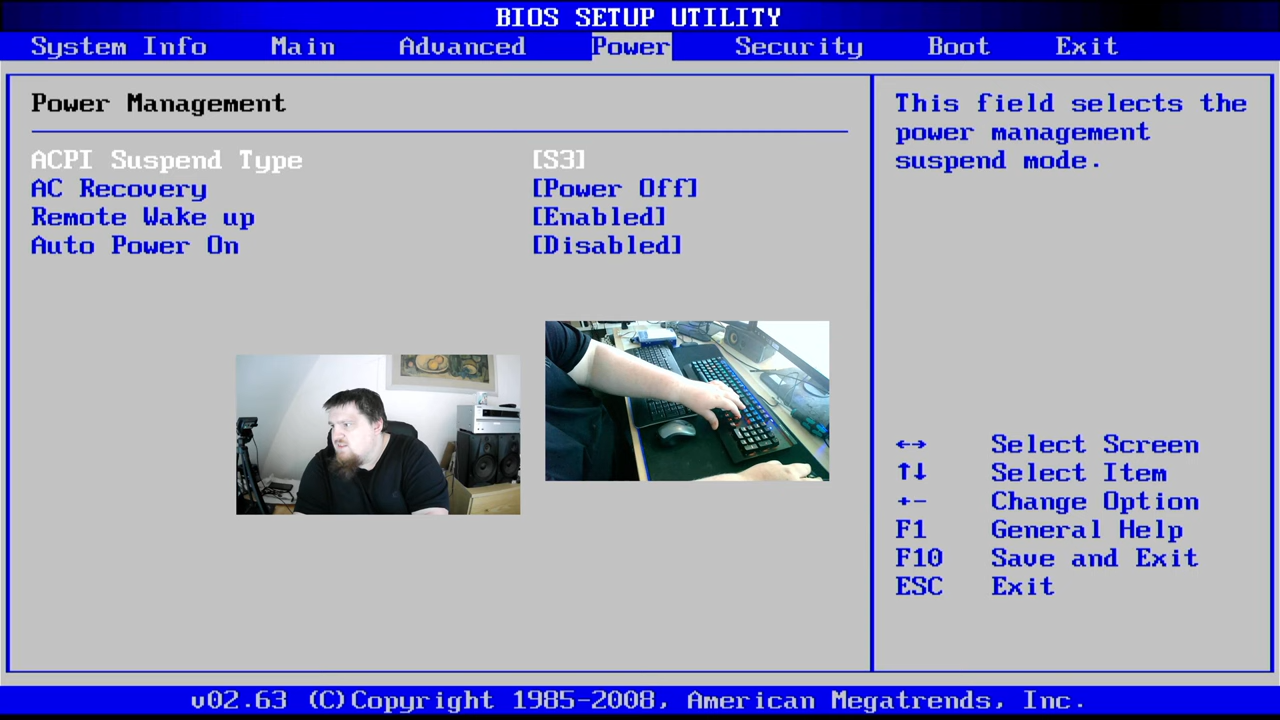 BIOS SETUP UTILITY
System Info Main Advanced Power Security Boot Exit
Power Management
ACPI Suspend Type [S3]
AC Recovery [Power Off]
Remote Wake up [Enabled]
Auto Power On [Disabled]
This field selects the
power management
suspend mode.
←→ Select Screen
↑↓ Select Item
+- Change Option
F1 General Help
F10 Save and Exit
ESC Exit
v02.63 (C)Copyright 1985-2008, American Megatrends, Inc.